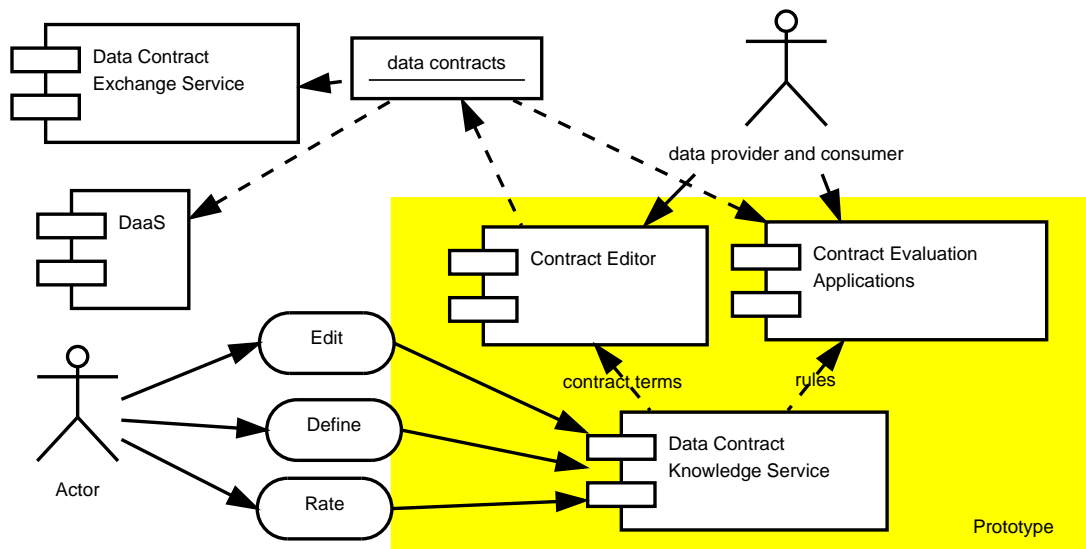 Data Contract
Exchange Service
data contracts
data provider and consumer
DaaS
Contract Editor
Contract Evaluation
Applications
Edit
contract terms
rules
Define
Data Contract
Knowledge Service
Actor
Rate
Prototype